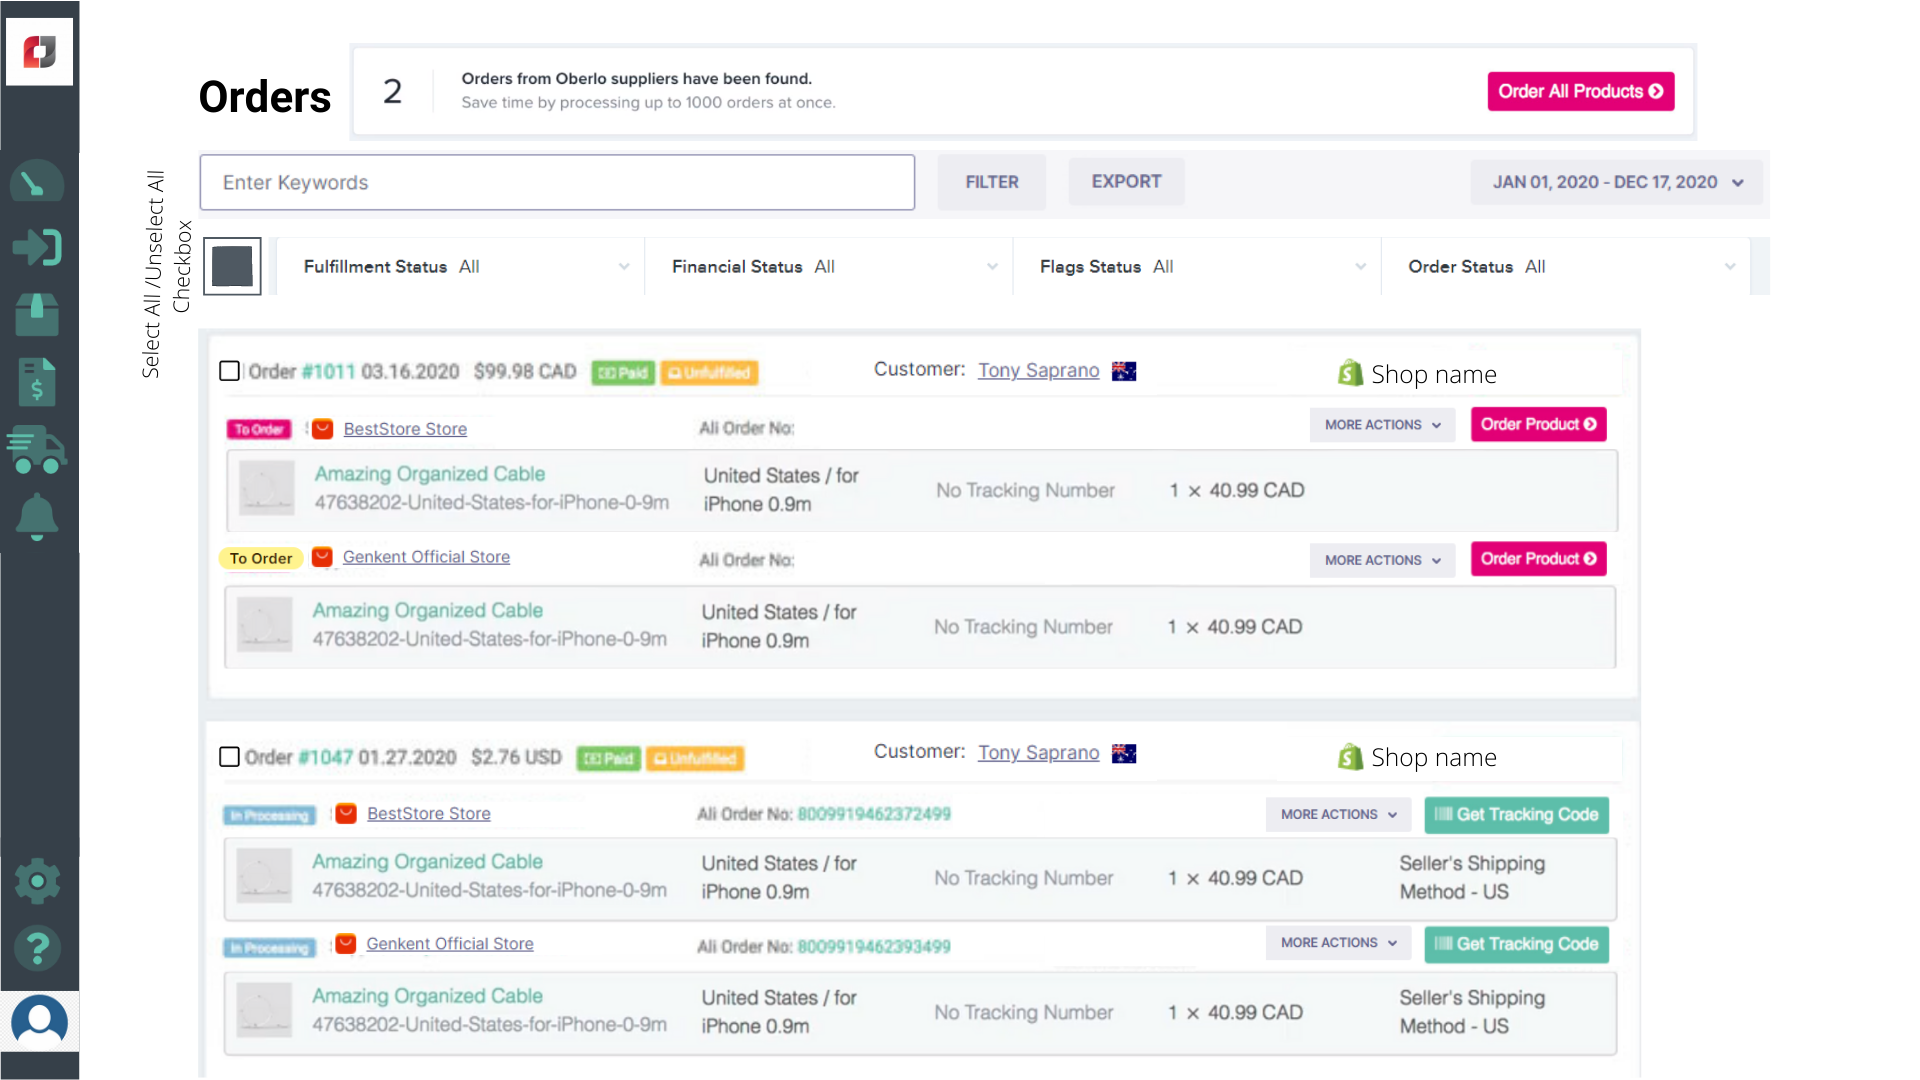 Orders
2
Orders from Oberlo suppliers have been found.
Save time by processing up to 1000 orders at once.
Order All Products
Select All /Unselect All
Checkbox
Enter Keywords
FILTER
EXPORT
JAN 01, 2020 - DEC 17, 2020
Fulfillment Status All
Financial Status All
Flags Status All
Order Status All
Order #1011 03.16.2020 $99.98 CAD Paid Unfulfilled
Customer: Tony Saprano
Shop name
To Order
BestStore Store
Ali Order No:
MORE ACTIONS
Order Product
Amazing Organized Cable
47638202-United-States-for-iPhone-0-9m
United States / for
iPhone 0.9m
No Tracking Number
1 × 40.99 CAD
To Order
Genkent Official Store
Ali Order No:
MORE ACTIONS
Order Product
Amazing Organized Cable
47638202-United-States-for-iPhone-0-9m
United States / for
iPhone 0.9m
No Tracking Number
1 × 40.99 CAD
Order #1047 01.27.2020 $2.76 USD Paid Unfulfilled
Customer: Tony Saprano
Shop name
In Processing
BestStore Store
Ali Order No: 8009919462372499
MORE ACTIONS
Get Tracking Code
Amazing Organized Cable
47638202-United-States-for-iPhone-0-9m
United States / for
iPhone 0.9m
No Tracking Number
1 × 40.99 CAD
Seller's Shipping
Method - US
In Processing
Genkent Official Store
Ali Order No: 8009919462393499
MORE ACTIONS
Get Tracking Code
Amazing Organized Cable
47638202-United-States-for-iPhone-0-9m
United States / for
iPhone 0.9m
No Tracking Number
1 × 40.99 CAD
Seller's Shipping
Method - US